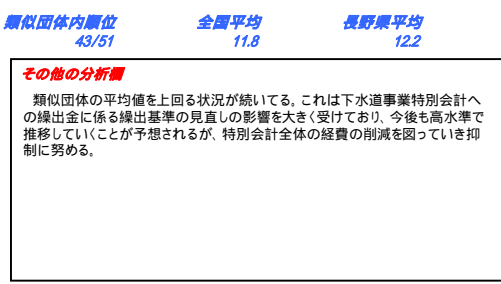 類似団体内順位 全国平均 長野県平均
43/51 11.8 12.2
その他の分析欄
類似団体の平均値を上回る状況が続いてる。これは下水道事業特別会計へ
の繰出金に係る繰出基準の見直しの影響を大きく受けており、今後も高水準で
推移していくことが予想されるが、特別会計全体の経費の削減を図っていき抑
制に努める。